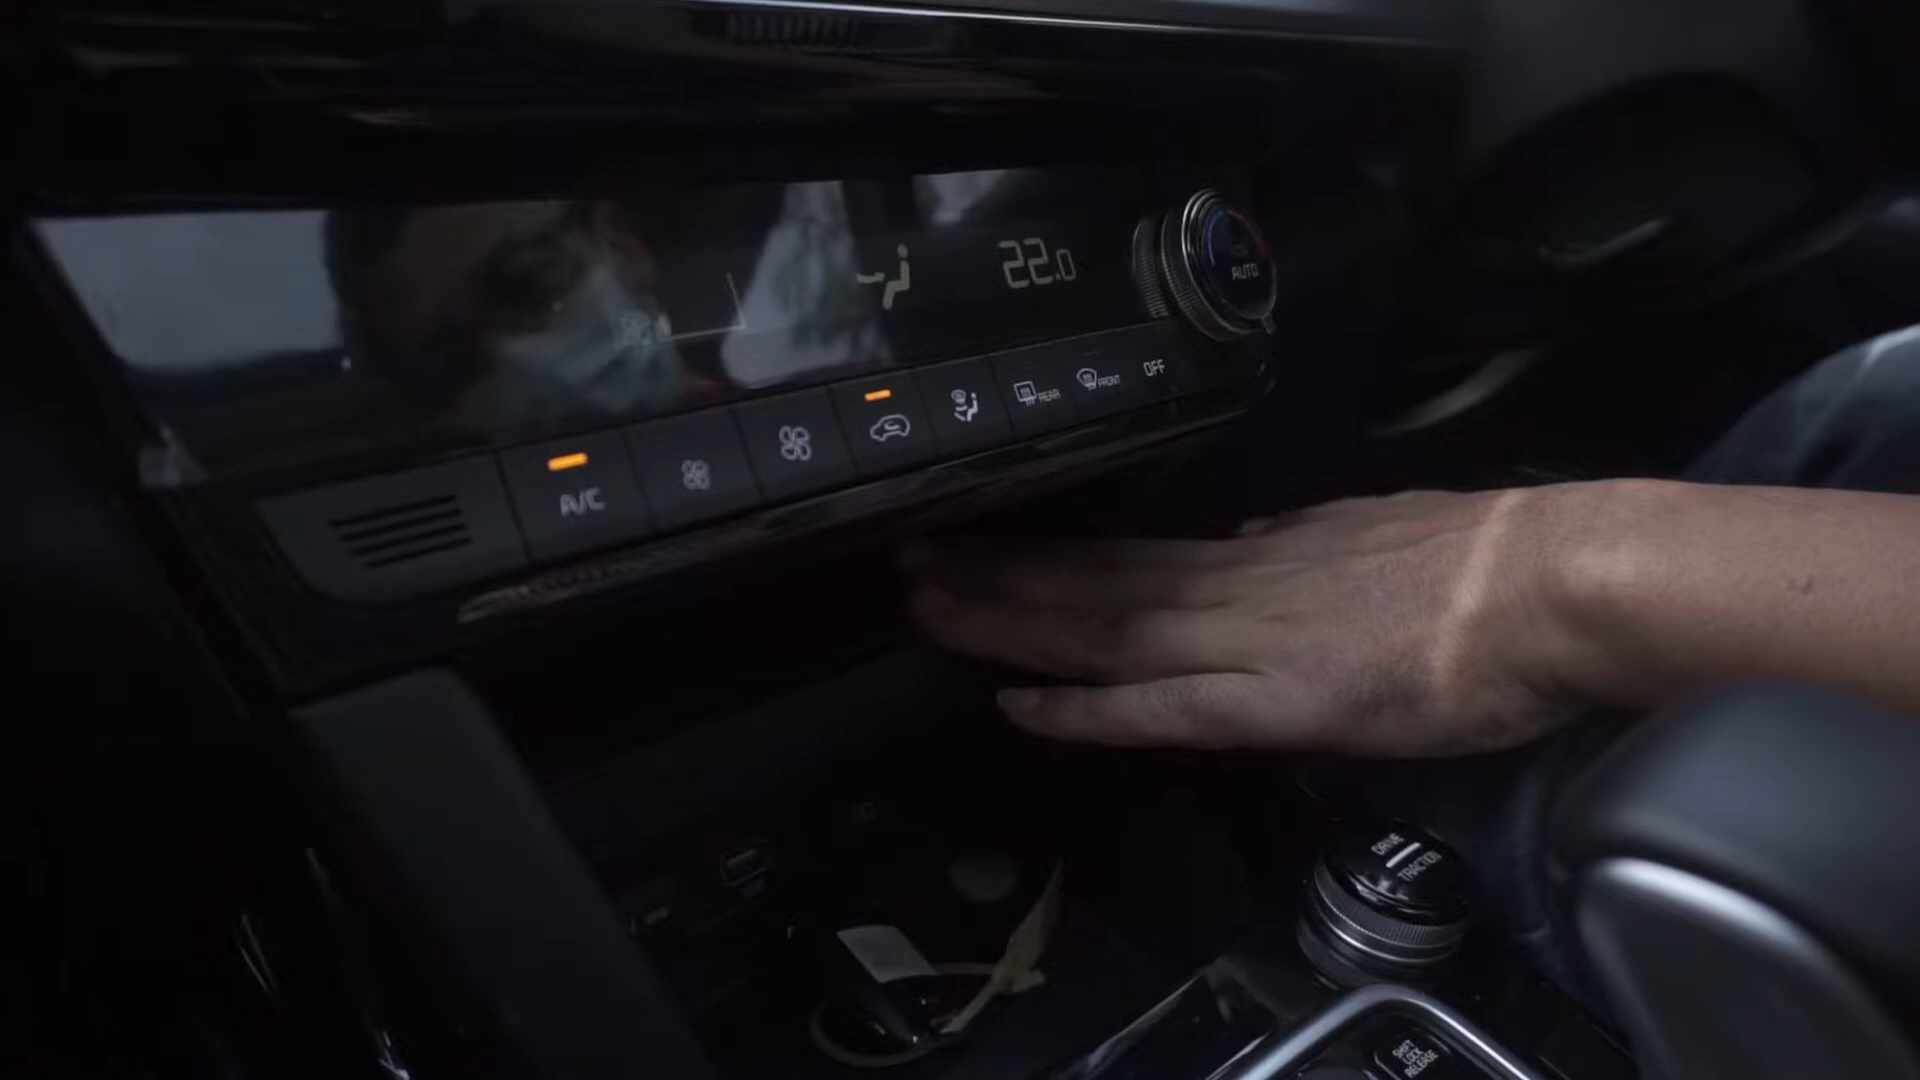 22.0
AUTO
A/C
REAR
FRONT
OFF
DRIVE
TRACTION
SHIFT
LOCK
RELEASE